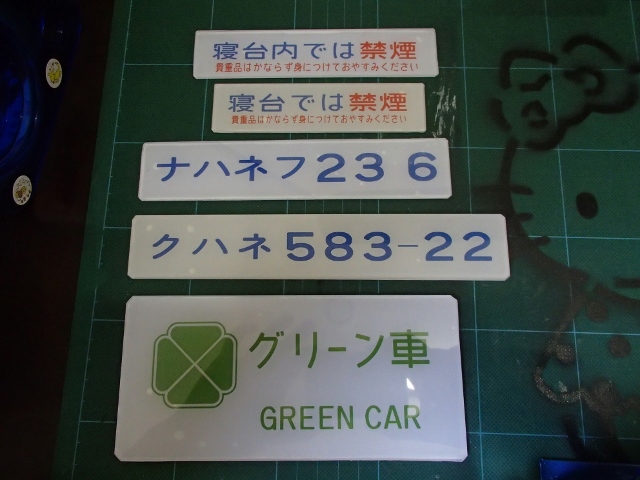 寝台内では禁煙
貴重品はかならず身につけておやすみください
寝台では禁煙
貴重品はかならず身につけておやすみください
ナハネフ23 6
クハネ583-22
グリーン車
GREEN CAR